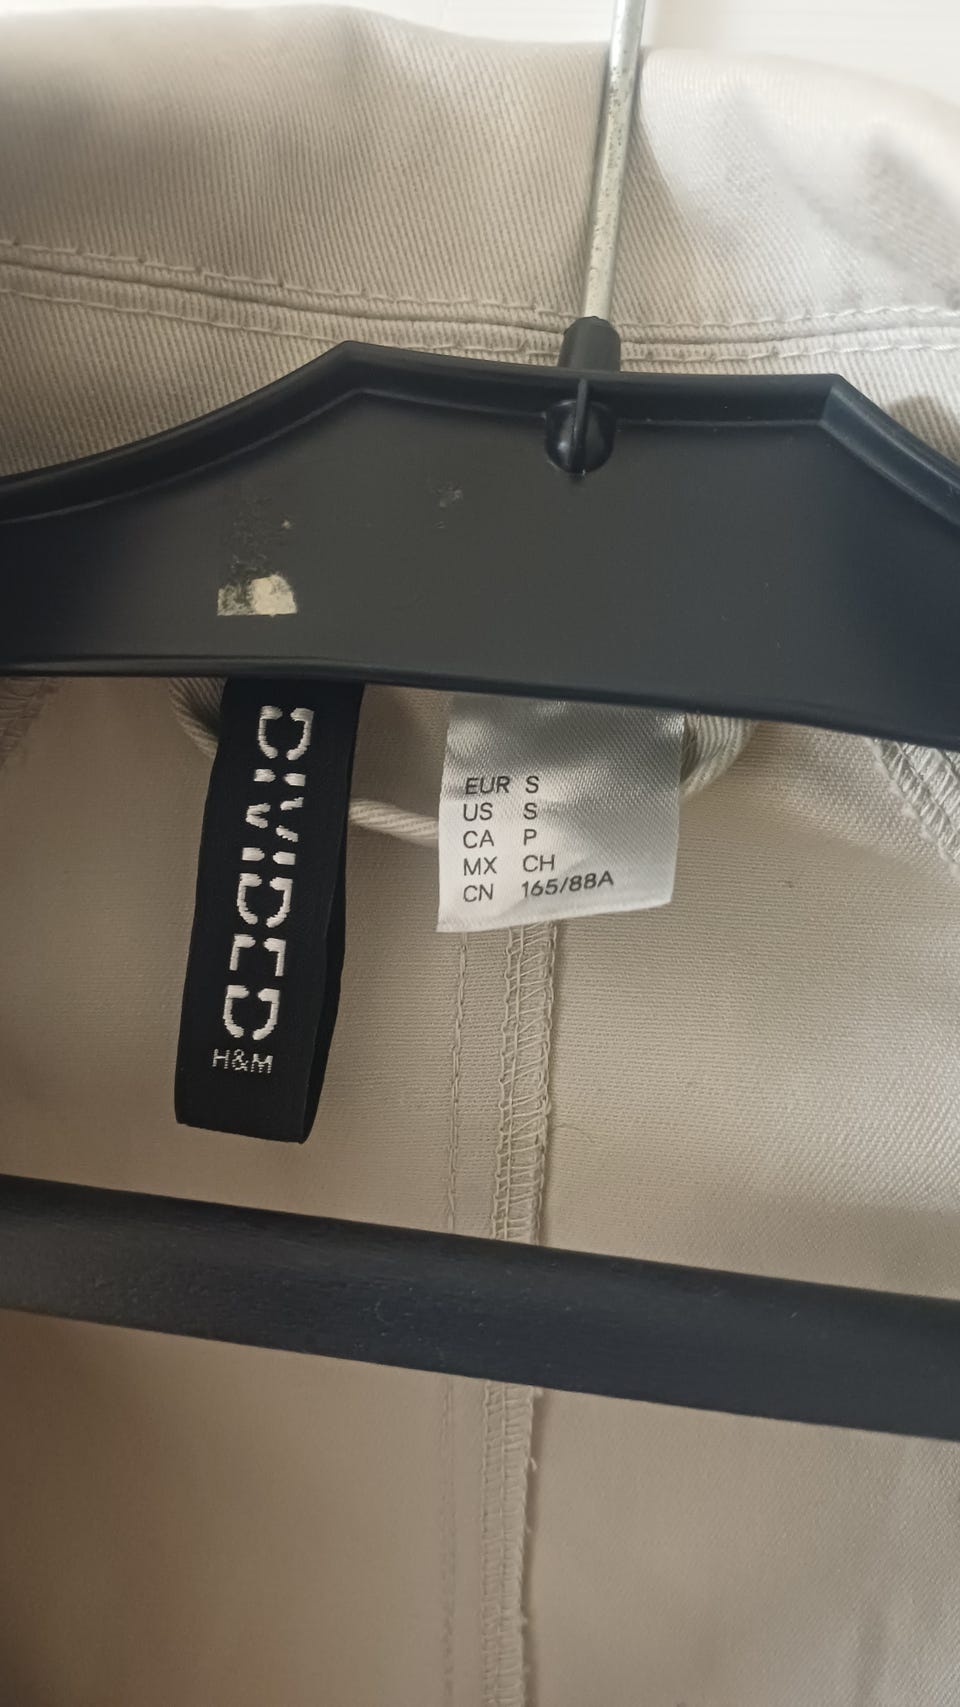 DIVIDED
H&M
EUR S
US S
CA P
MX CH
CN 165/88A